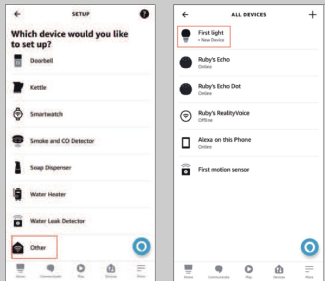 SETUP
?
Which device would you like
to set up?
Doorbell
Kettle
Smartwatch
Smoke and CO Detector
Soap Dispenser
Water Heater
Water Leak Detector
Other
Home
Communicate
Play
Devices
More
ALL DEVICES
First light
• New Device
Ruby's Echo
Online
Ruby's Echo Dot
Online
Ruby's RealityVoice
Offline
Alexa on this Phone
Online
First motion sensor
Home
Communicate
Play
Devices
More